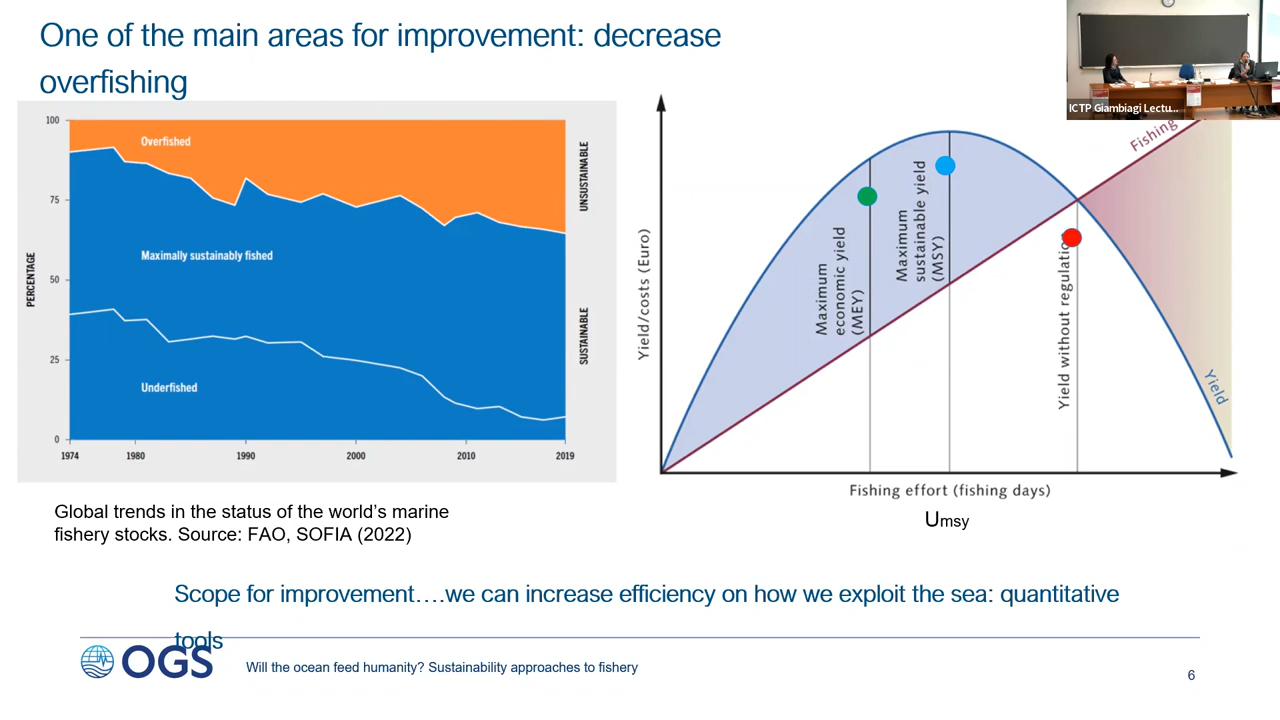 One of the main areas for improvement: decrease
overfishing
ICTP Giambiagi Lectu...
100
75
50
25
0
PERCENTAGE
Overfished
Maximally sustainably fished
Underfished
UNSUSTAINABLE
SUSTAINABLE
1974
1980
1990
2000
2010
2019
Global trends in the status of the world's marine
fishery stocks. Source: FAO, SOFIA (2022)
Yield/costs (Euro)
Maximum
economic yield
(MEY)
Maximum
sustainable yield
(MSY)
Yield without regulation
Fishing
Yield
Fishing effort (fishing days)
Umsy
Scope for improvement….we can increase efficiency on how we exploit the sea: quantitative
tools
OGS
Will the ocean feed humanity? Sustainability approaches to fishery
6